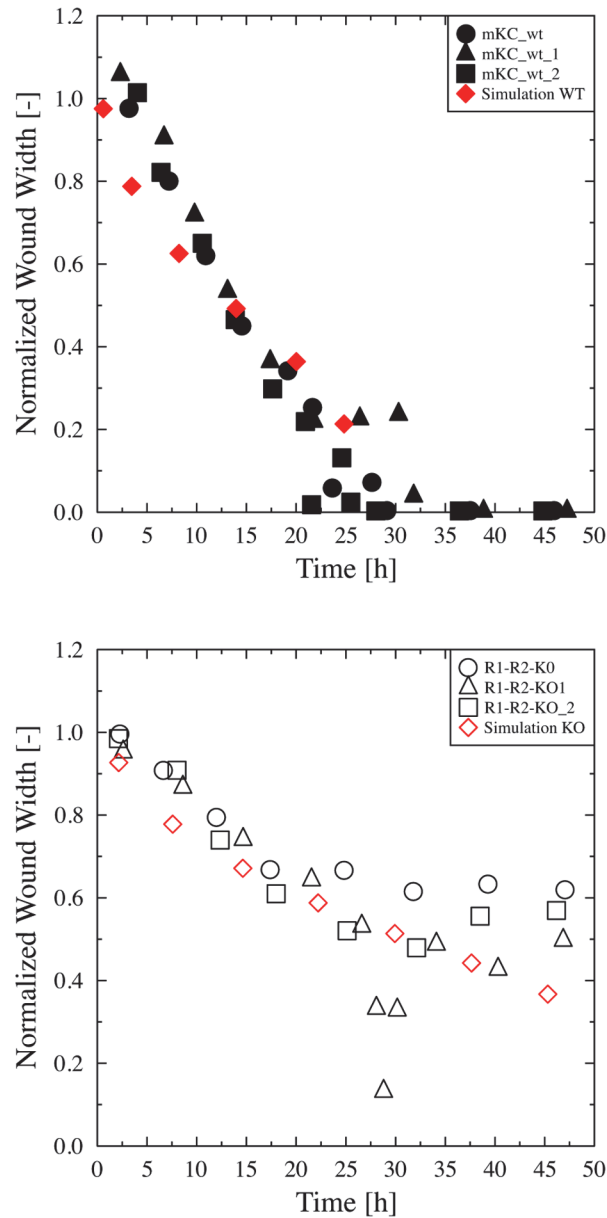 1.2
1.0
0.8
0.6
0.4
0.2
0.0
Normalized Wound Width [-]
mKC_wt
mKC_wt_1
mKC_wt_2
Simulation WT
0 5 10 15 20 25 30 35 40 45 50
Time [h]
1.2
1.0
0.8
0.6
0.4
0.2
0.0
Normalized Wound Width [-]
R1-R2-K0
R1-R2-KO1
R1-R2-KO_2
Simulation KO
0 5 10 15 20 25 30 35 40 45 50
Time [h]